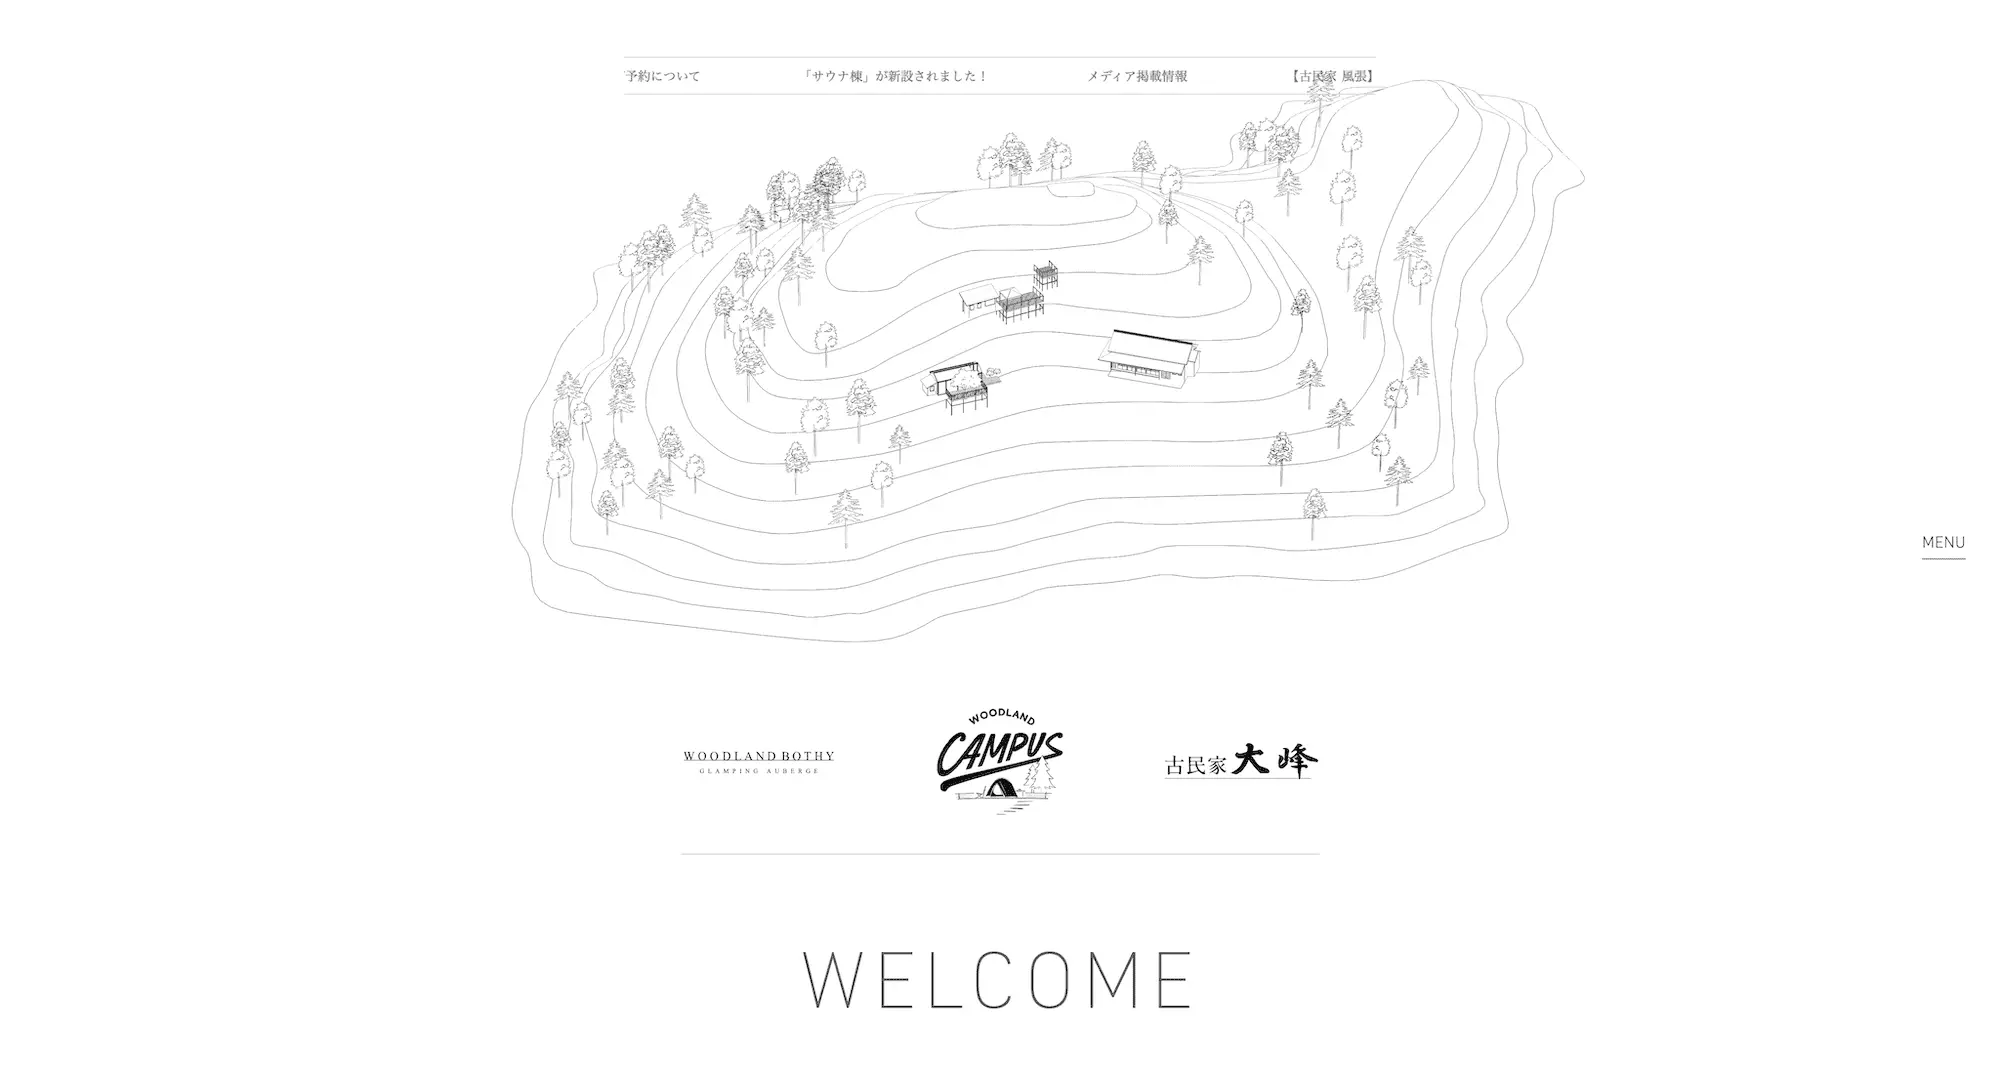 予約について
「サウナ棟」が新設されました！
メディア掲載情報
【古民家 風張】
MENU
WOODLAND BOTHY
GLAMPING AUBERGE
WOODLAND
CAMPUS
古民家大峰
WELCOME